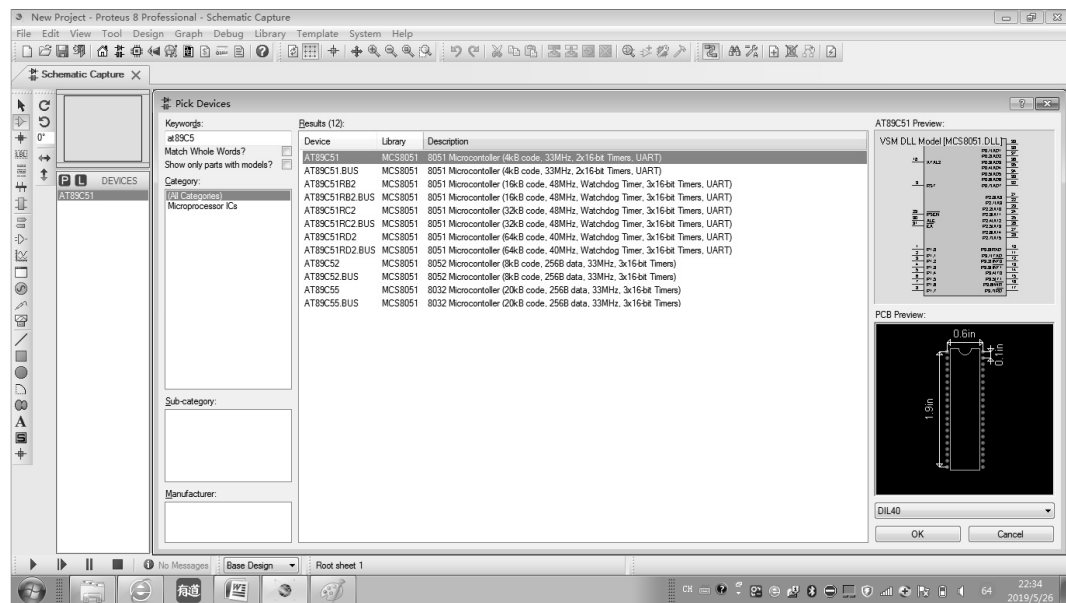 New Project - Proteus 8 Professional - Schematic Capture
File Edit View Tool Design Graph Debug Library Template System Help
Schematic Capture
Pick Devices
Keywords:
at89C5
Match Whole Words?
Show only parts with models?
Category:
(All Categories)
Microprocessor ICs
Sub-category:
Manufacturer:
0°
P L DEVICES
AT89C51
Results (12):
Device Library Description
AT89C51 MCS8051 8051 Microcontoller (4kB code, 33MHz, 2x16-bit Timers, UART)
AT89C51.BUS MCS8051 8051 Microcontoller (4kB code, 33MHz, 2x16-bit Timers, UART)
AT89C51RB2 MCS8051 8051 Microcontoller (16kB code, 48MHz, Watchdog Timer, 3x16-bit Timers, UART)
AT89C51RB2.BUS MCS8051 8051 Microcontoller (16kB code, 48MHz, Watchdog Timer, 3x16-bit Timers, UART)
AT89C51RC2 MCS8051 8051 Microcontoller (32kB code, 48MHz, Watchdog Timer, 3x16-bit Timers, UART)
AT89C51RC2.BUS MCS8051 8051 Microcontoller (32kB code, 48MHz, Watchdog Timer, 3x16-bit Timers, UART)
AT89C51RD2 MCS8051 8051 Microcontoller (64kB code, 40MHz, Watchdog Timer, 3x16-bit Timers, UART)
AT89C51RD2.BUS MCS8051 8051 Microcontoller (64kB code, 40MHz, Watchdog Timer, 3x16-bit Timers, UART)
AT89C52 MCS8051 8052 Microcontoller (8kB code, 256B data, 33MHz, 3x16-bit Timers)
AT89C52.BUS MCS8051 8052 Microcontoller (8kB code, 256B data, 33MHz, 3x16-bit Timers)
AT89C55 MCS8051 8032 Microcontoller (20kB code, 256B data, 33MHz, 3x16-bit Timers)
AT89C55.BUS MCS8051 8032 Microcontoller (20kB code, 256B data, 33MHz, 3x16-bit Timers)
AT89C51 Preview:
VSM DLL Model [MCS8051.DLL]
PCB Preview:
0.6in
0.1in
1.9in
DIL40
OK Cancel
No Messages Base Design Root sheet 1
有道
CH
64
22:34
2019/5/26